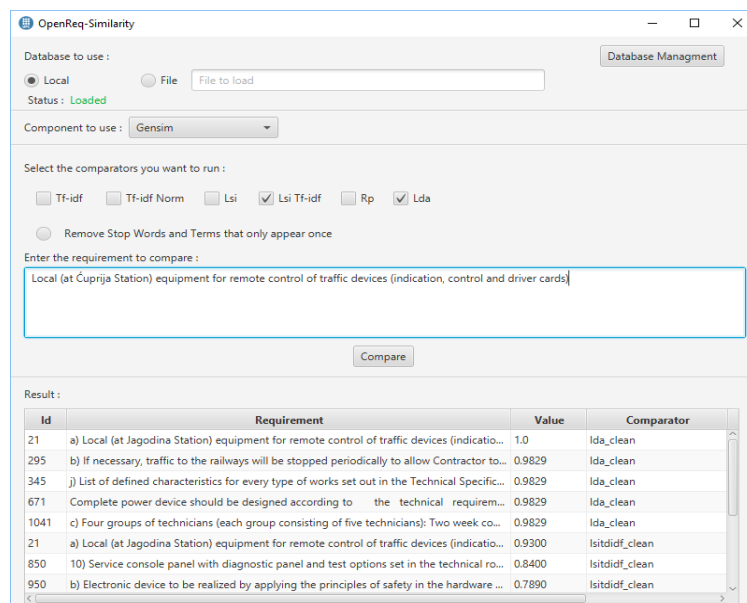 OpenReq-Similarity
Database to use :
Database Managment
Local File File to load
Status : Loaded
Component to use : Gensim
Select the comparators you want to run :
Tf-idf Tf-idf Norm Lsi Lsi Tf-idf Rp Lda
Remove Stop Words and Terms that only appear once
Enter the requirement to compare :
Local (at Ćuprija Station) equipment for remote control of traffic devices (indication, control and driver cards)
Compare
Result :
Id Requirement Value Comparator
21 a) Local (at Jagodina Station) equipment for remote control of traffic devices (indicatio... 1.0 lda_clean
295 b) If necessary, traffic to the railways will be stopped periodically to allow Contractor to... 0.9829 lda_clean
345 j) List of defined characteristics for every type of works set out in the Technical Specific... 0.9829 lda_clean
671 Complete power device should be designed according to the technical requirem... 0.9829 lda_clean
1041 c) Four groups of technicians (each group consisting of five technicians): Two week co... 0.9829 lda_clean
21 a) Local (at Jagodina Station) equipment for remote control of traffic devices (indicatio... 0.9300 lsitdidf_clean
850 10) Service console panel with diagnostic panel and test options set in the technical ro... 0.8400 lsitdidf_clean
950 b) Electronic device to be realized by applying the principles of safety in the hardware ... 0.7890 lsitdidf_clean